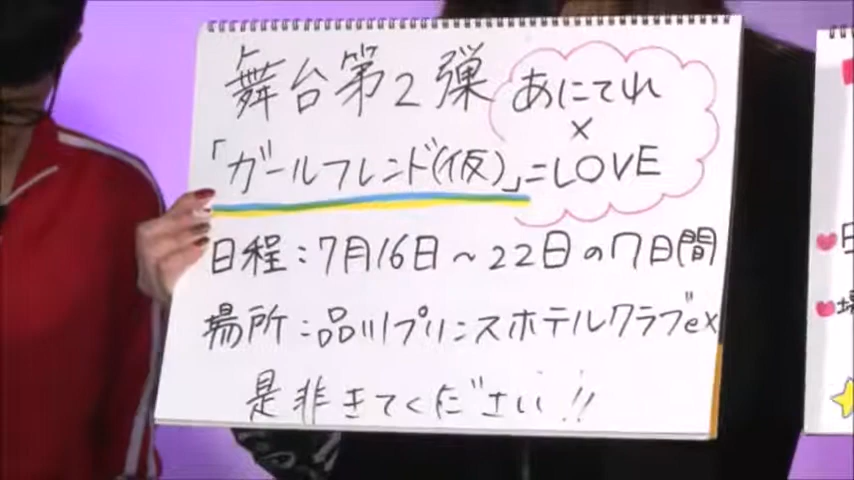 舞台第2弾
あにてれ
×
=LOVE
「ガールフレンド(仮)」
日程:7月16日~22日の7日間
場所:品川プリンスホテルクラブex
是非きてください!!
日
場